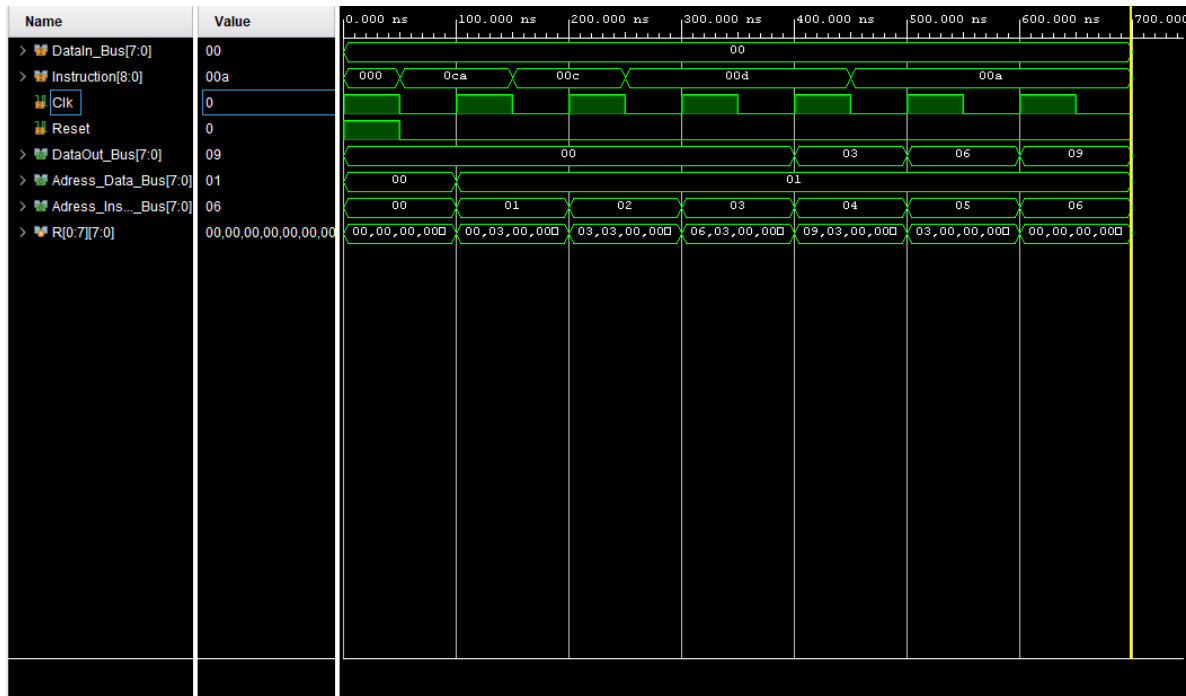 Name Value 0.000 ns 100.000 ns 200.000 ns 300.000 ns 400.000 ns 500.000 ns 600.000 ns 700.000
DataIn_Bus[7:0] 00 00
Instruction[8:0] 00a 000 0ca 00c 00d 00a
Clk 0
Reset 0
DataOut_Bus[7:0] 09 00 03 06 09
Adress_Data_Bus[7:0] 01 00 01
Adress_Ins..._Bus[7:0] 06 00 01 02 03 04 05 06
R[0:7][7:0] 00,00,00,00,00,00,00 00,00,00,00 00,03,00,00 03,03,00,00 06,03,00,00 09,03,00,00 03,00,00,00 00,00,00,00